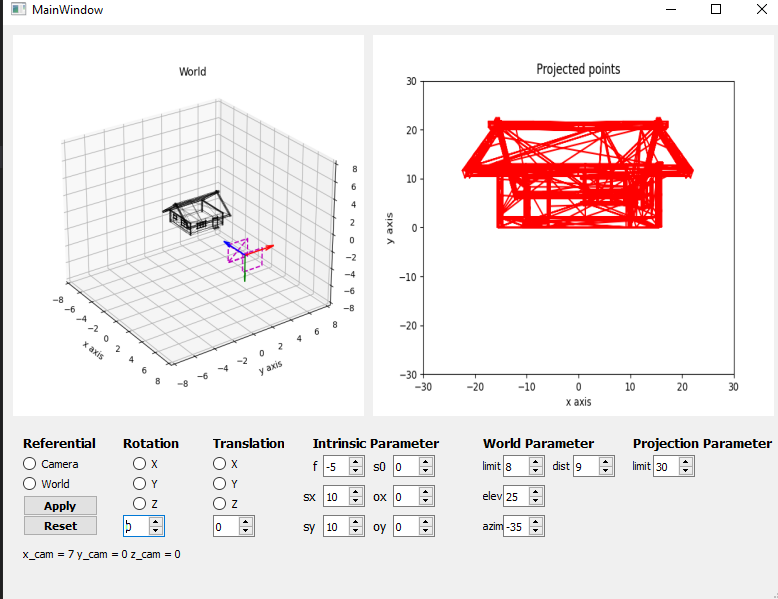 MainWindow
World
8
6
4
2
0
−2
−4
−6
−8
−8
−6
−4
−2
0
2
4
6
8
x axis
−8
−6
−4
−2
0
2
4
6
8
y axis
Projected points
30
20
10
0
−10
−20
−30
y axis
−30 −20 −10 0 10 20 30
x axis
Referential Rotation Translation Intrinsic Parameter World Parameter Projection Parameter
Camera X X f -5 s0 0 limit 8 dist 9 limit 30
World Y Y sx 10 ox 0 elev 25
Apply Z Z
Reset 0 sy 10 oy 0 azim -35
x_cam = 7 y_cam = 0 z_cam = 0